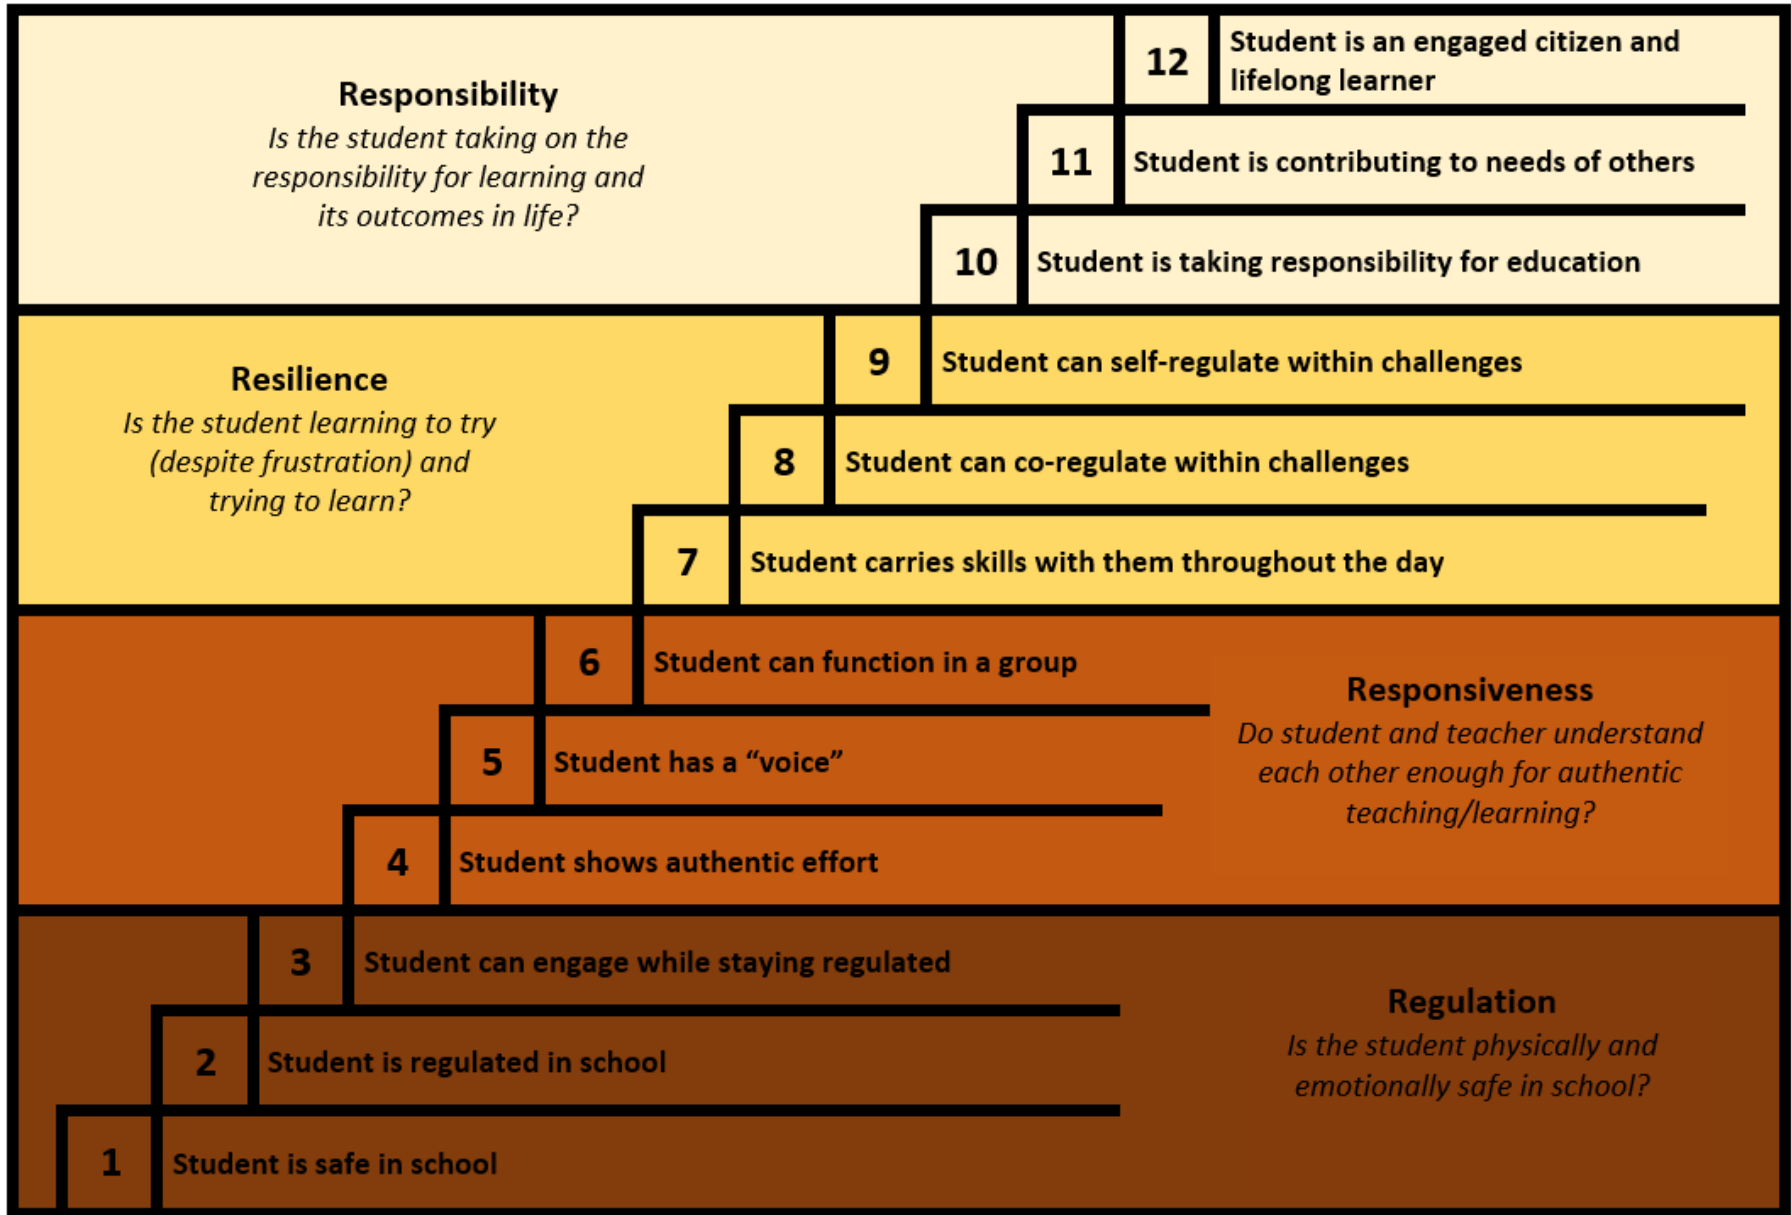 Responsibility
Is the student taking on the
responsibility for learning and
its outcomes in life?
12
Student is an engaged citizen and
lifelong learner
11
Student is contributing to needs of others
10
Student is taking responsibility for education
Resilience
Is the student learning to try
(despite frustration) and
trying to learn?
9
Student can self-regulate within challenges
8
Student can co-regulate within challenges
7
Student carries skills with them throughout the day
6
Student can function in a group
5
Student has a “voice”
4
Student shows authentic effort
Responsiveness
Do student and teacher understand
each other enough for authentic
teaching/learning?
3
Student can engage while staying regulated
2
Student is regulated in school
1
Student is safe in school
Regulation
Is the student physically and
emotionally safe in school?